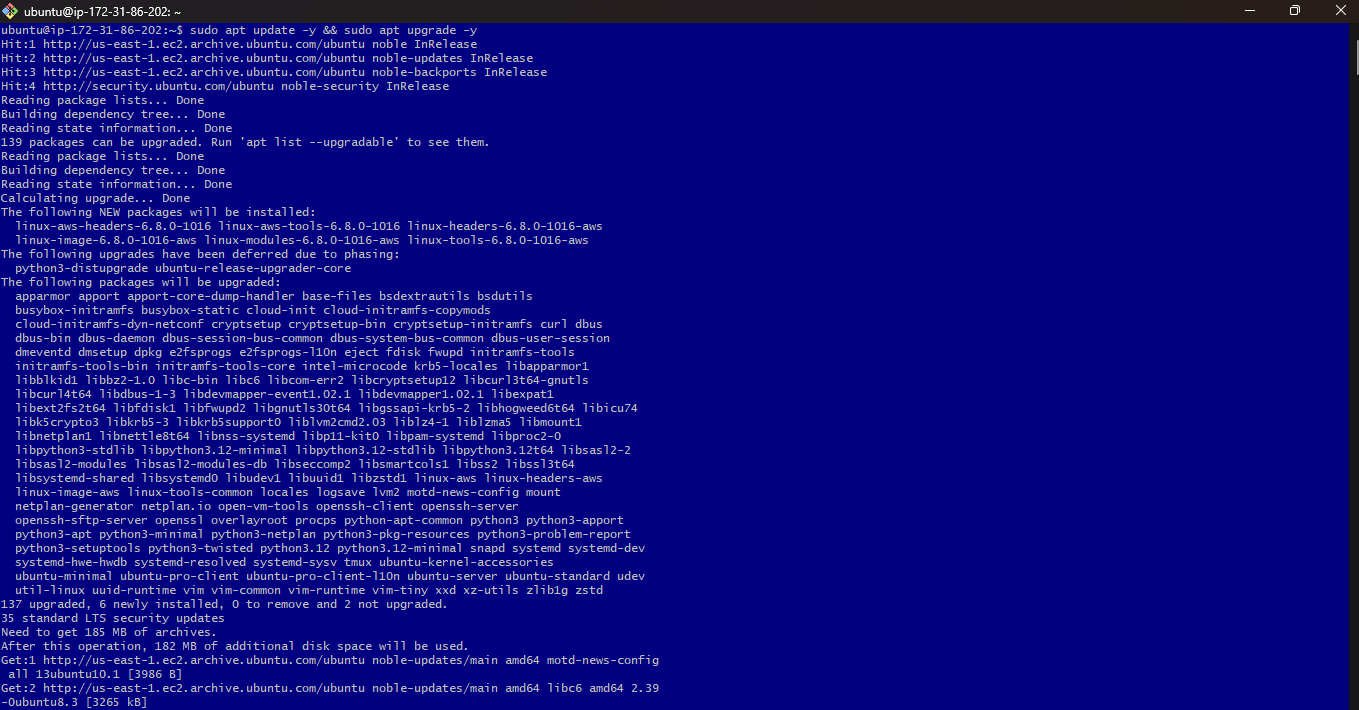 ubuntu@ip-172-31-86-202: ~
ubuntu@ip-172-31-86-202:~$ sudo apt update -y && sudo apt upgrade -y
Hit:1 http://us-east-1.ec2.archive.ubuntu.com/ubuntu noble InRelease
Hit:2 http://us-east-1.ec2.archive.ubuntu.com/ubuntu noble-updates InRelease
Hit:3 http://us-east-1.ec2.archive.ubuntu.com/ubuntu noble-backports InRelease
Hit:4 http://security.ubuntu.com/ubuntu noble-security InRelease
Reading package lists... Done
Building dependency tree... Done
Reading state information... Done
139 packages can be upgraded. Run 'apt list --upgradable' to see them.
Reading package lists... Done
Building dependency tree... Done
Reading state information... Done
Calculating upgrade... Done
The following NEW packages will be installed:
  linux-aws-headers-6.8.0-1016 linux-aws-tools-6.8.0-1016 linux-headers-6.8.0-1016-aws
  linux-image-6.8.0-1016-aws linux-modules-6.8.0-1016-aws linux-tools-6.8.0-1016-aws
The following upgrades have been deferred due to phasing:
  python3-distupgrade ubuntu-release-upgrader-core
The following packages will be upgraded:
  apparmor apport apport-core-dump-handler base-files bsdextrautils bsdutils
  busybox-initramfs busybox-static cloud-init cloud-initramfs-copymods
  cloud-initramfs-dyn-netconf cryptsetup cryptsetup-bin cryptsetup-initramfs curl dbus
  dbus-bin dbus-daemon dbus-session-bus-common dbus-system-bus-common dbus-user-session
  dmeventd dmsetup dpkg e2fsprogs e2fsprogs-l10n eject fdisk fwupd initramfs-tools
  initramfs-tools-bin initramfs-tools-core intel-microcode krb5-locales libapparmor1
  libblkid1 libbz2-1.0 libc-bin libc6 libcom-err2 libcryptsetup12 libcurl3t64-gnutls
  libcurl4t64 libdbus-1-3 libdevmapper-event1.02.1 libdevmapper1.02.1 libexpat1
  libext2fs2t64 libfdisk1 libfwupd2 libgnutls30t64 libgssapi-krb5-2 libhogweed6t64 libicu74
  libk5crypto3 libkrb5-3 libkrb5support0 liblvm2cmd2.03 liblz4-1 liblzma5 libmount1
  libnetplan1 libnettle8t64 libnss-systemd libp11-kit0 libpam-systemd libproc2-0
  libpython3-stdlib libpython3.12-minimal libpython3.12-stdlib libpython3.12t64 libsasl2-2
  libsasl2-modules libsasl2-modules-db libseccomp2 libsmartcols1 libss2 libssl3t64
  libsystemd-shared libsystemd0 libudev1 libuuid1 libzstd1 linux-aws linux-headers-aws
  linux-image-aws linux-tools-common locales logsave lvm2 motd-news-config mount
  netplan-generator netplan.io open-vm-tools openssh-client openssh-server
  openssh-sftp-server openssl overlayroot procps python-apt-common python3 python3-apport
  python3-apt python3-minimal python3-netplan python3-pkg-resources python3-problem-report
  python3-setuptools python3-twisted python3.12 python3.12-minimal snapd systemd systemd-dev
  systemd-hwe-hwdb systemd-resolved systemd-sysv tmux ubuntu-kernel-accessories
  ubuntu-minimal ubuntu-pro-client ubuntu-pro-client-l10n ubuntu-server ubuntu-standard udev
  util-linux uuid-runtime vim vim-common vim-runtime vim-tiny xxd xz-utils zlib1g zstd
137 upgraded, 6 newly installed, 0 to remove and 2 not upgraded.
35 standard LTS security updates
Need to get 185 MB of archives.
After this operation, 182 MB of additional disk space will be used.
Get:1 http://us-east-1.ec2.archive.ubuntu.com/ubuntu noble-updates/main amd64 motd-news-config
 all 13ubuntu10.1 [3986 B]
Get:2 http://us-east-1.ec2.archive.ubuntu.com/ubuntu noble-updates/main amd64 libc6 amd64 2.39
-0ubuntu8.3 [3265 kB]